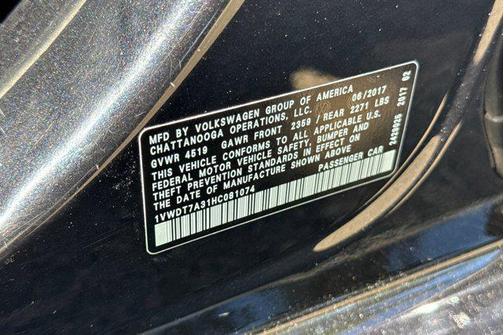 MFD BY VOLKSWAGEN GROUP OF AMERICA
CHATTANOOGA OPERATIONS, LLC. 06/2017
GVWR 4519 GAWR FRONT 2359 / REAR 2271 LBS
THIS VEHICLE CONFORMS TO ALL APPLICABLE U.S.
FEDERAL MOTOR VEHICLE SAFETY, BUMPER AND
THEFT PREVENTION STANDARDS IN EFFECT ON
THE DATE OF MANUFACTURE SHOWN ABOVE
1VWDT7A31HC081074 PASSENGER CAR
2017 02